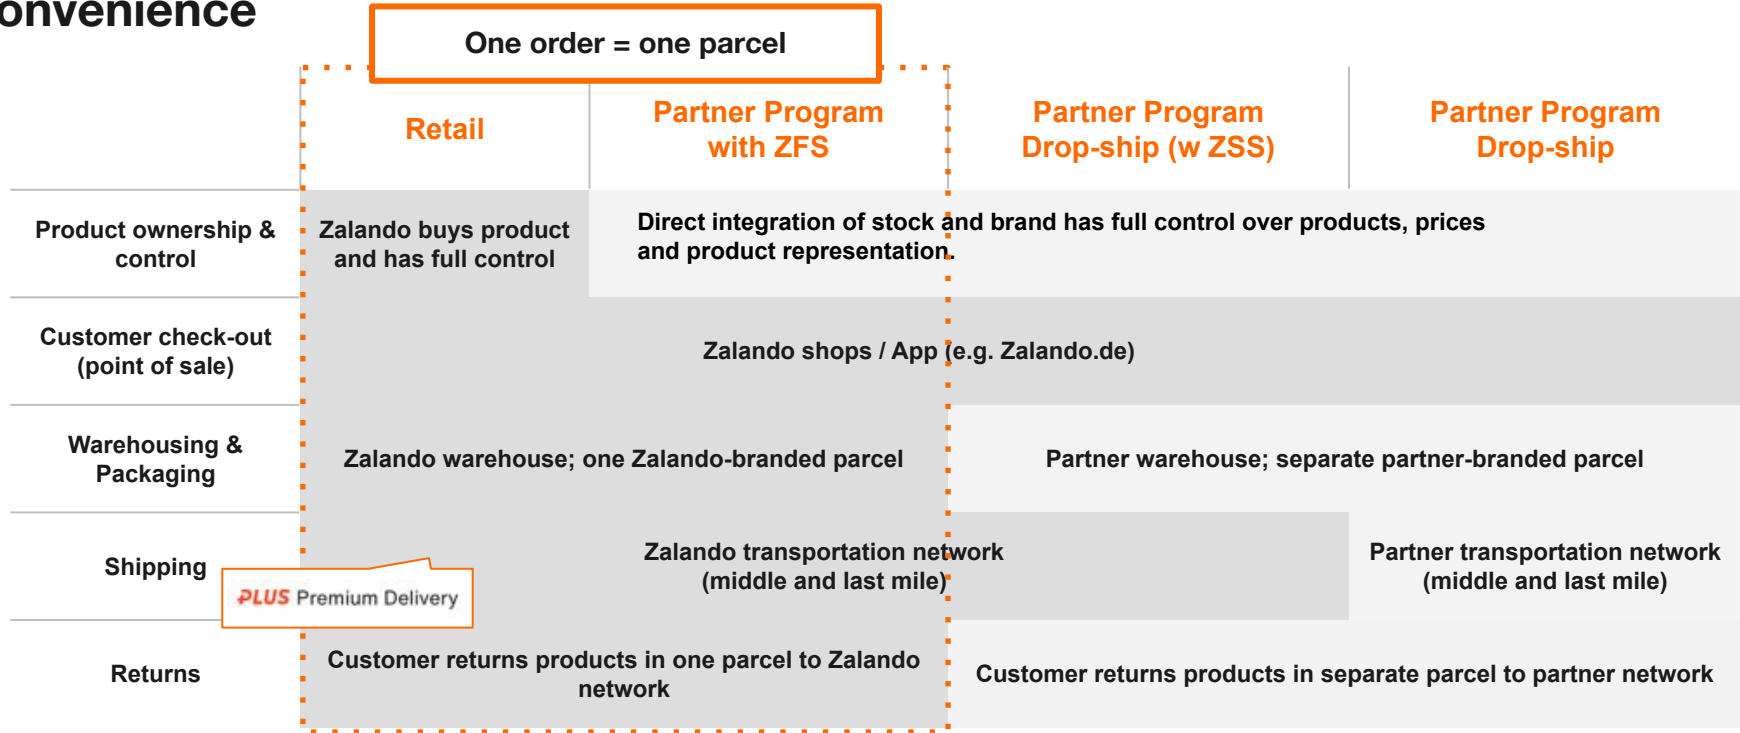 One order = one parcel
Retail
Partner Program
with ZFS
Partner Program
Drop-ship (w ZSS)
Partner Program
Drop-ship
Product ownership &
control
Zalando buys product
and has full control
Direct integration of stock and brand has full control over products, prices
and product representation.
Customer check-out
(point of sale)
Zalando shops / App (e.g. Zalando.de)
Warehousing &
Packaging
Zalando warehouse; one Zalando-branded parcel
Partner warehouse; separate partner-branded parcel
Shipping
PLUS Premium Delivery
Zalando transportation network
(middle and last mile)
Partner transportation network
(middle and last mile)
Returns
Customer returns products in one parcel to Zalando
network
Customer returns products in separate parcel to partner network